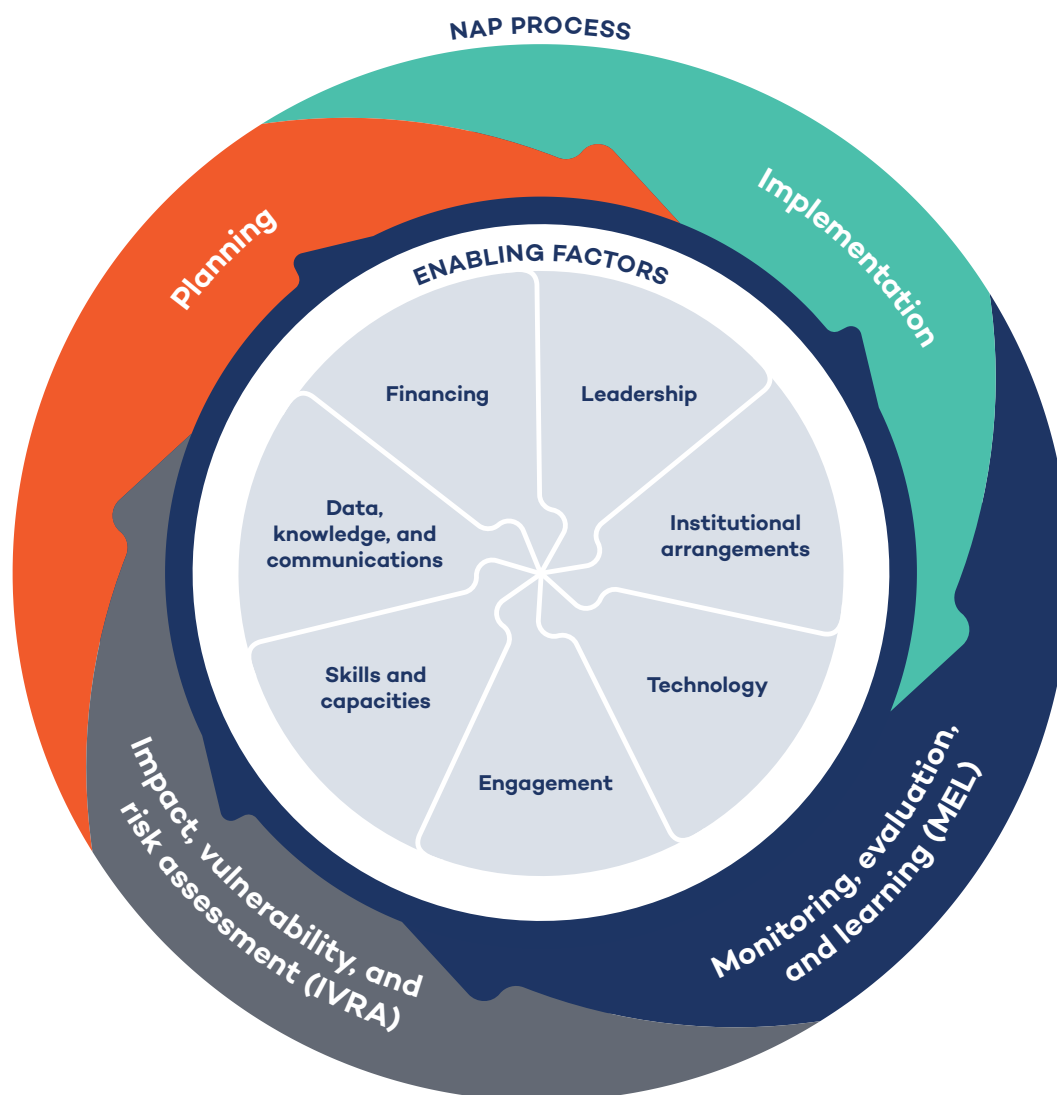 NAP PROCESS
Implementation
Planning
ENABLING FACTORS
Financing
Leadership
Data,
knowledge, and
communications
Institutional
arrangements
Skills and
capacities
Technology
Engagement
Impact, vulnerability, and
risk assessment (IVRA)
Monitoring, evaluation,
and learning (MEL)